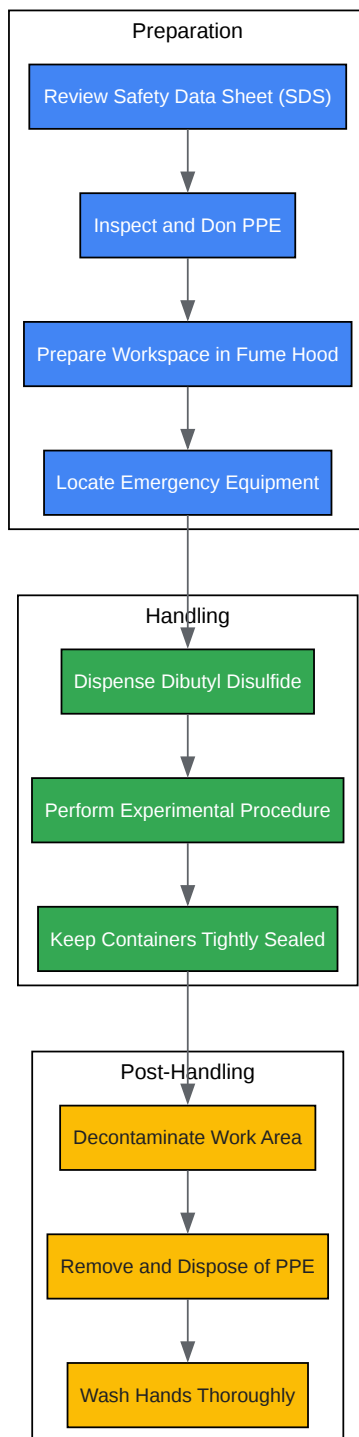 Preparation
Review Safety Data Sheet (SDS)
Inspect and Don PPE
Prepare Workspace in Fume Hood
Locate Emergency Equipment
Handling
Dispense Dibutyl Disulfide
Perform Experimental Procedure
Keep Containers Tightly Sealed
Post-Handling
Decontaminate Work Area
Remove and Dispose of PPE
Wash Hands Thoroughly